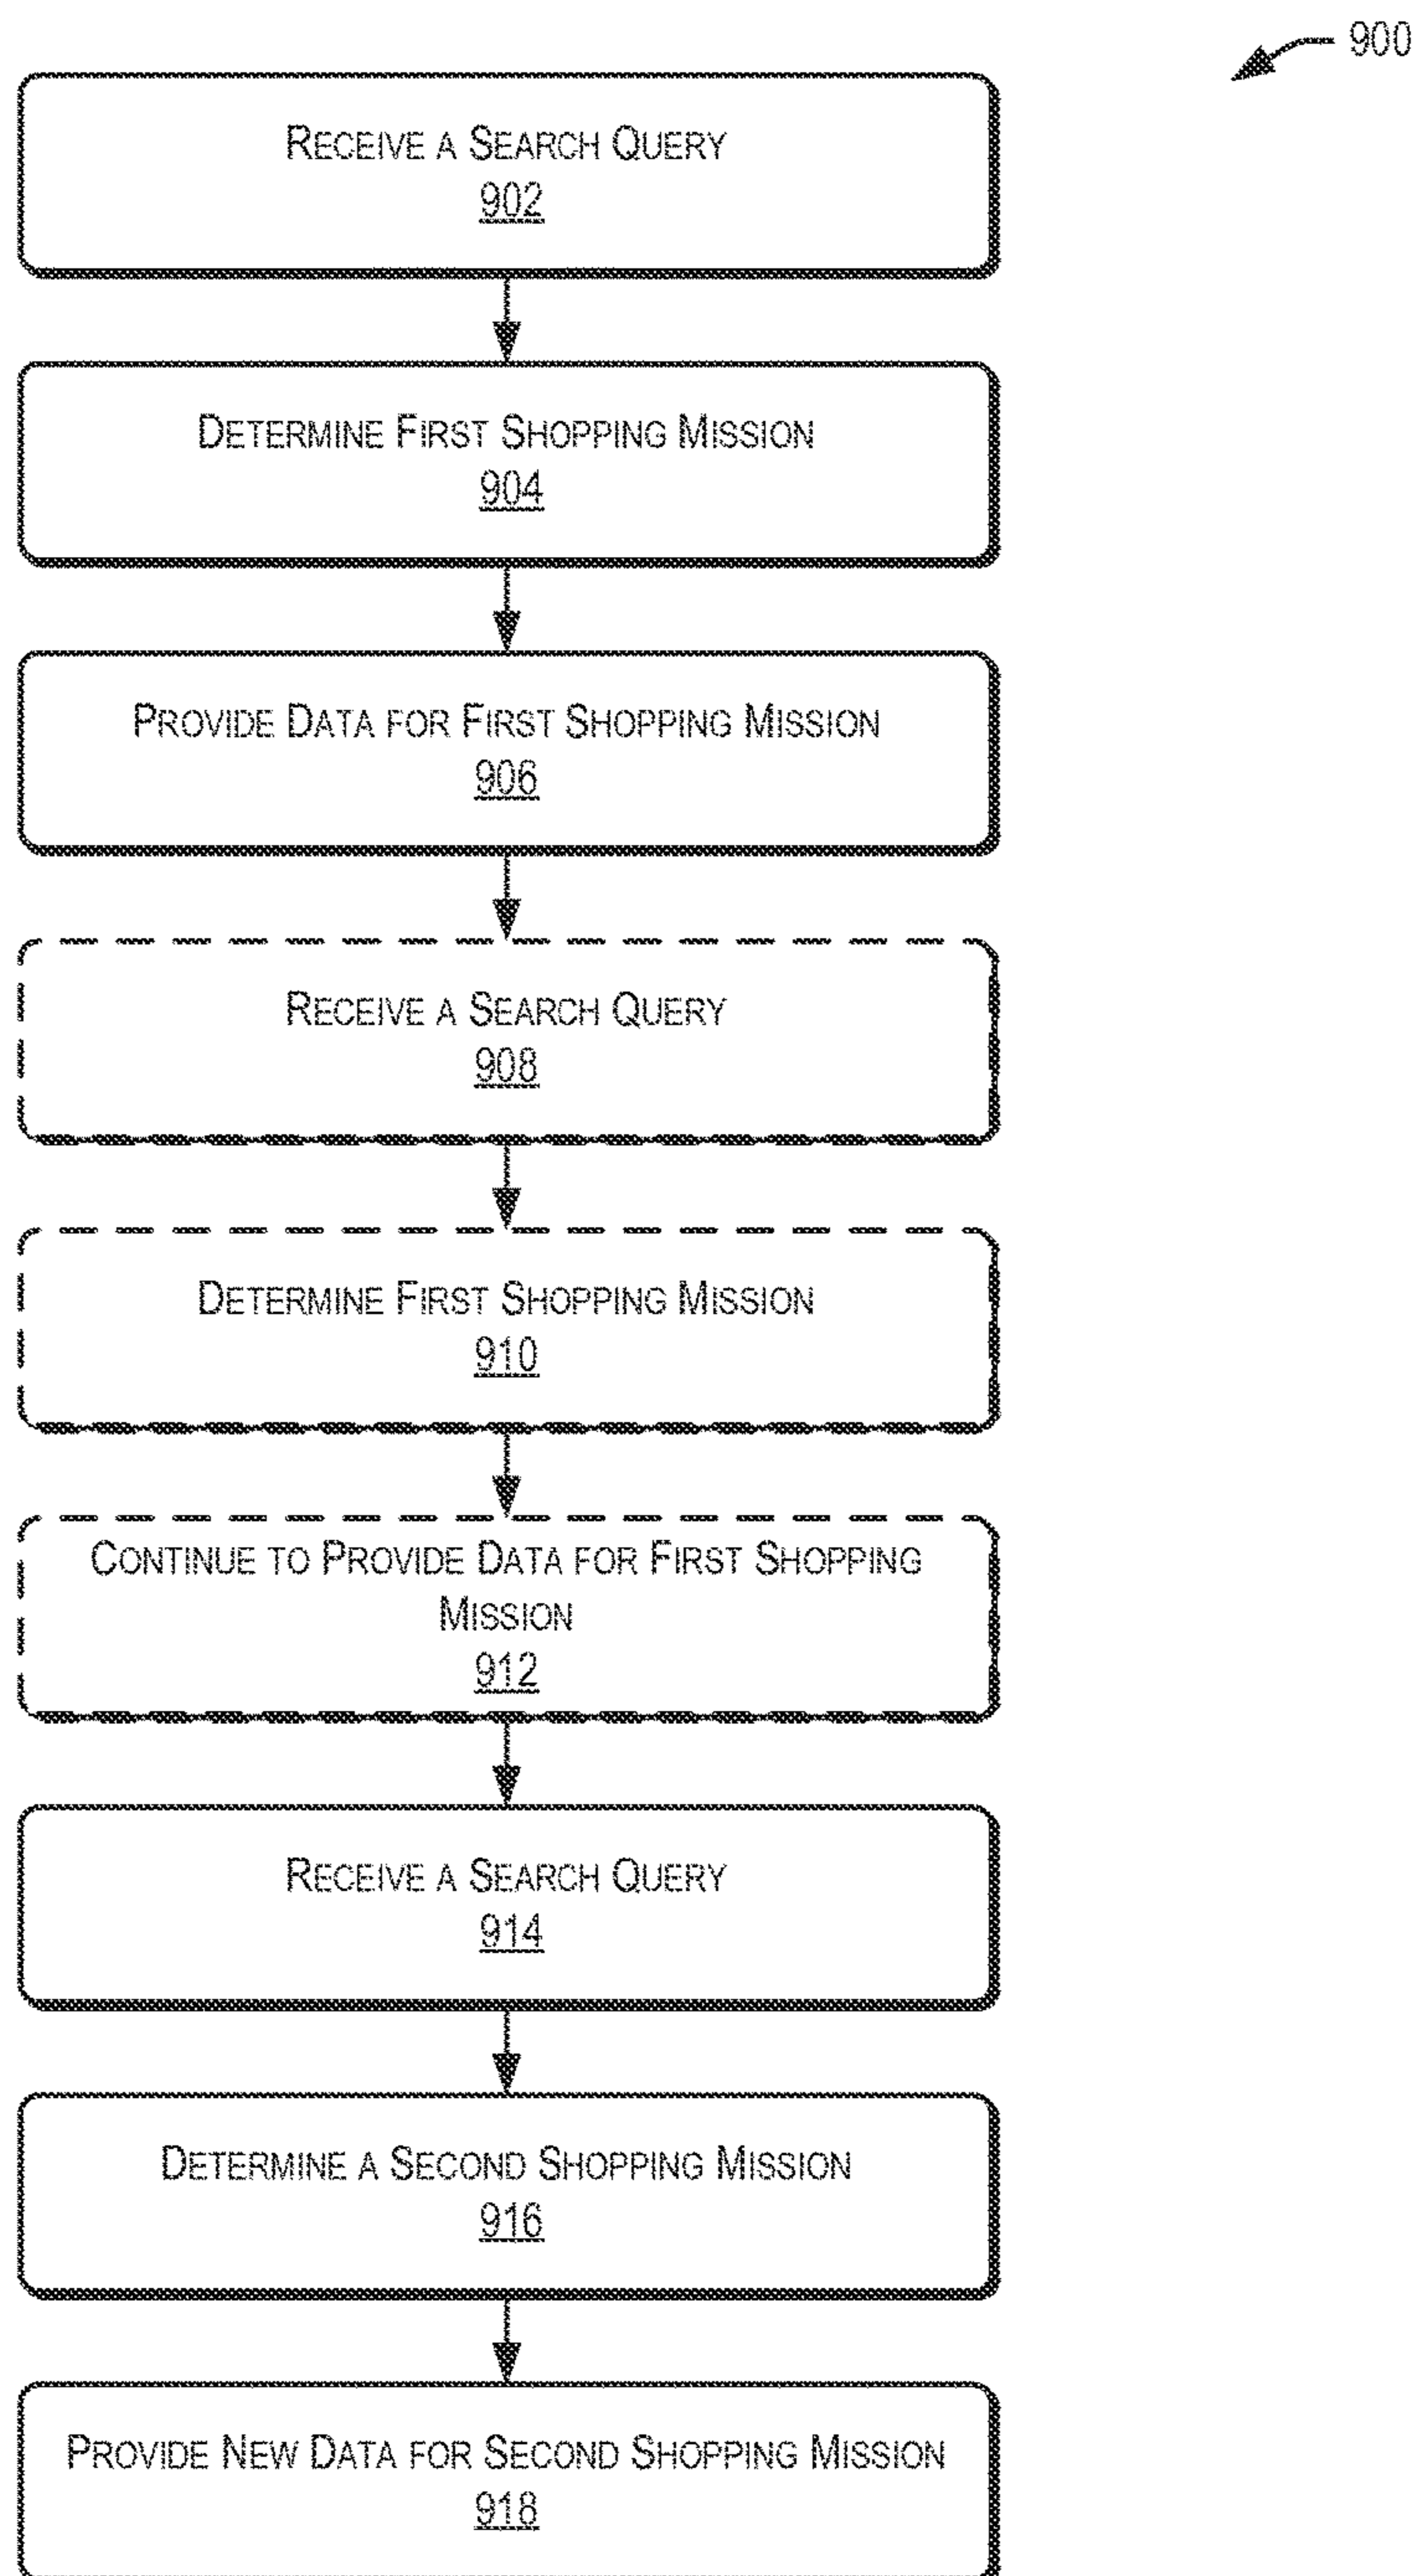 900
RECEIVE A SEARCH QUERY
902
DETERMINE FIRST SHOPPING MISSION
904
PROVIDE DATA FOR FIRST SHOPPING MISSION
906
RECEIVE A SEARCH QUERY
908
DETERMINE FIRST SHOPPING MISSION
910
CONTINUE TO PROVIDE DATA FOR FIRST SHOPPING
MISSION
912
RECEIVE A SEARCH QUERY
914
DETERMINE A SECOND SHOPPING MISSION
916
PROVIDE NEW DATA FOR SECOND SHOPPING MISSION
918